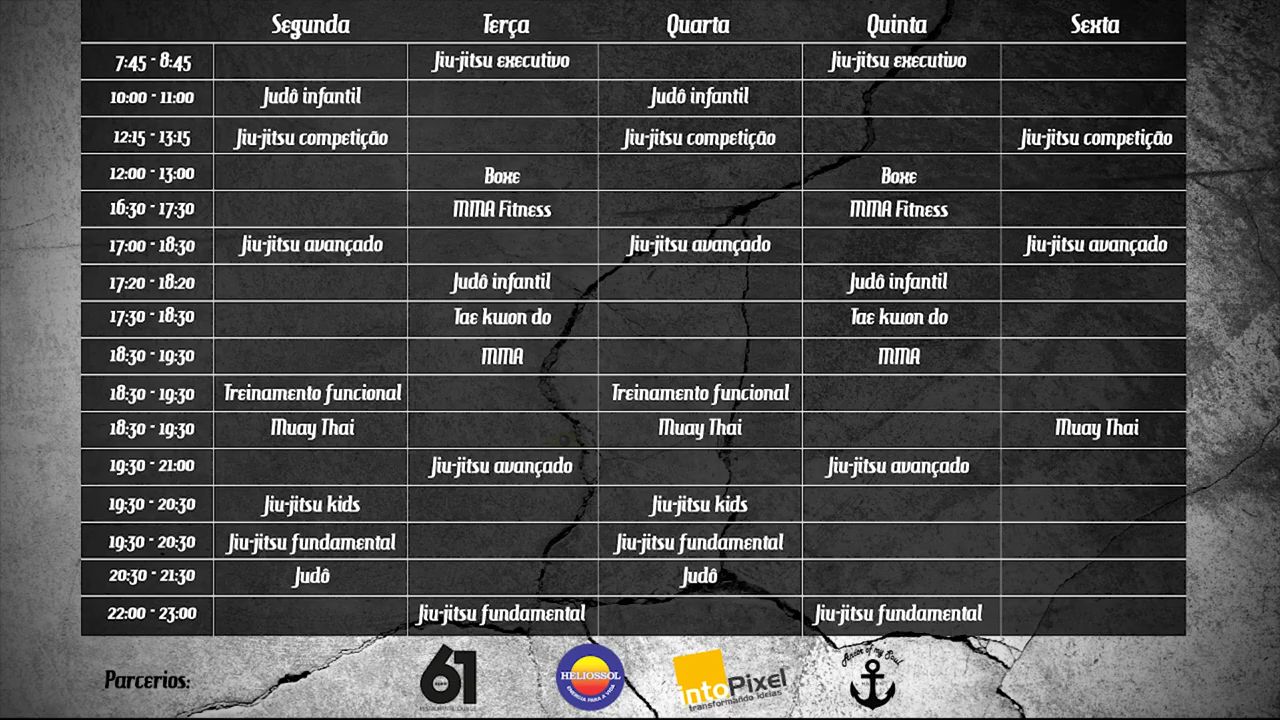 Segunda Terça Quarta Quinta Sexta
7:45 - 8:45 Jiu-jitsu executivo Jiu-jitsu executivo
10:00 - 11:00 Judô infantil Judô infantil
12:15 - 13:15 Jiu-jitsu competição Jiu-jitsu competição Jiu-jitsu competição
12:00 - 13:00 Boxe Boxe
16:30 - 17:30 MMA Fitness MMA Fitness
17:00 - 18:30 Jiu-jitsu avançado Jiu-jitsu avançado Jiu-jitsu avançado
17:20 - 18:20 Judô infantil Judô infantil
17:30 - 18:30 Tae kwon do Tae kwon do
18:30 - 19:30 MMA MMA
18:30 - 19:30 Treinamento funcional Treinamento funcional
18:30 - 19:30 Muay Thai Muay Thai Muay Thai
19:30 - 21:00 Jiu-jitsu avançado Jiu-jitsu avançado
19:30 - 20:30 Jiu-jitsu kids Jiu-jitsu kids
19:30 - 20:30 Jiu-jitsu fundamental Jiu-jitsu fundamental
20:30 - 21:30 Judô Judô
22:00 - 23:00 Jiu-jitsu fundamental Jiu-jitsu fundamental
Parcerios:
61
HELIOSSOL
ENERGIA PARA A VIDA
intoPixel
transformando ideias
of my Soul